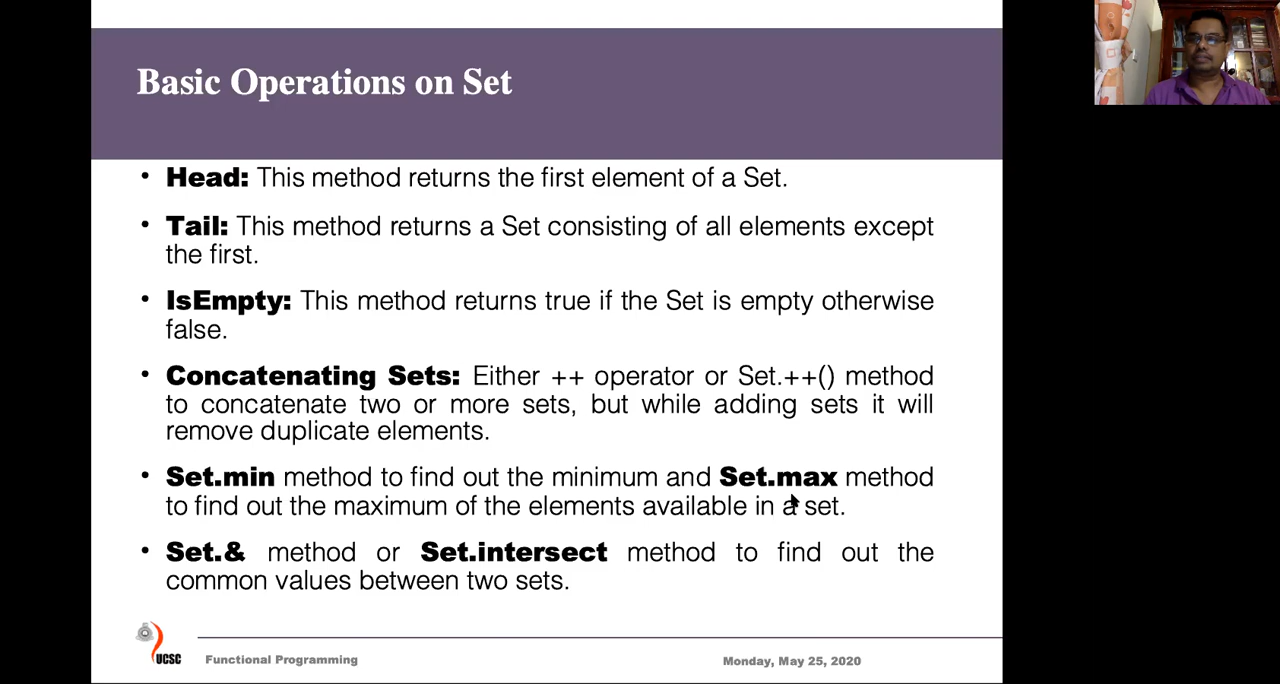 Basic Operations on Set
• Head: This method returns the first element of a Set.
• Tail: This method returns a Set consisting of all elements except
the first.
• IsEmpty: This method returns true if the Set is empty otherwise
false.
• Concatenating Sets: Either ++ operator or Set.++() method
to concatenate two or more sets, but while adding sets it will
remove duplicate elements.
• Set.min method to find out the minimum and Set.max method
to find out the maximum of the elements available in a set.
• Set.& method or Set.intersect method to find out the
common values between two sets.
UCSC
Functional Programming
Monday, May 25, 2020